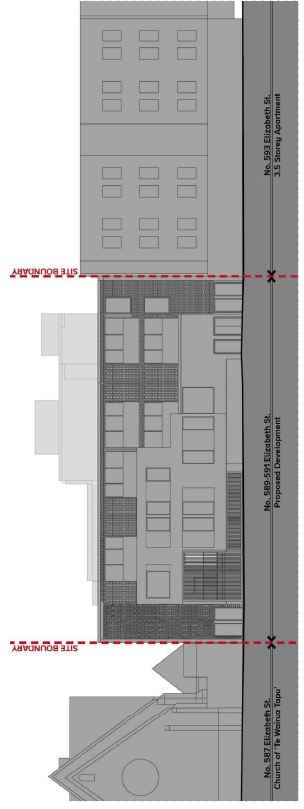 SITE BOUNDARY
SITE BOUNDARY
No. 587 Elizabeth St.
Church of 'Te Wairua Tapu'
No. 589-591 Elizabeth St.
Proposed Development
No. 593 Elizabeth St.
3.5 Storey Apartment